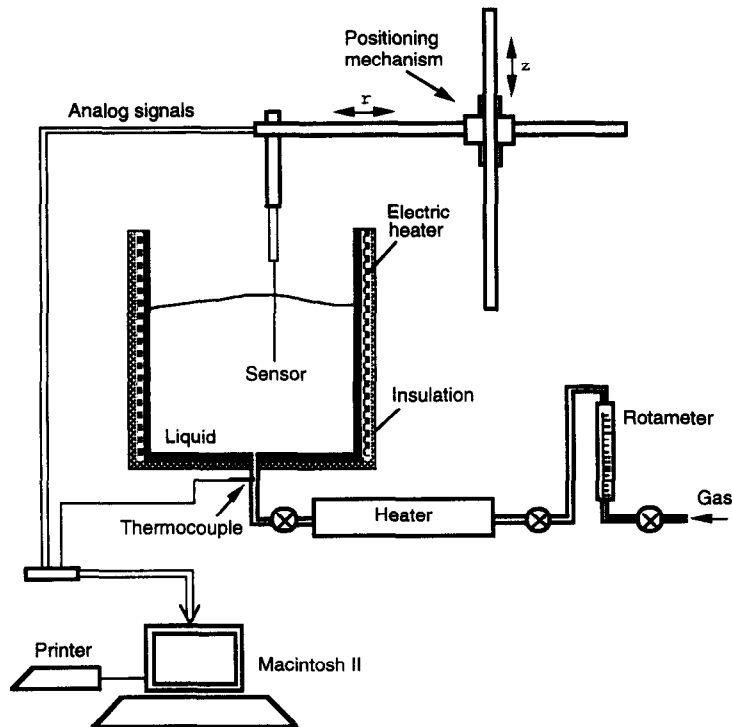 Positioning
mechanism
z
Analog signals
r
Electric
heater
Sensor
Insulation
Rotameter
Liquid
Gas
Thermocouple
Heater
Printer
Macintosh II